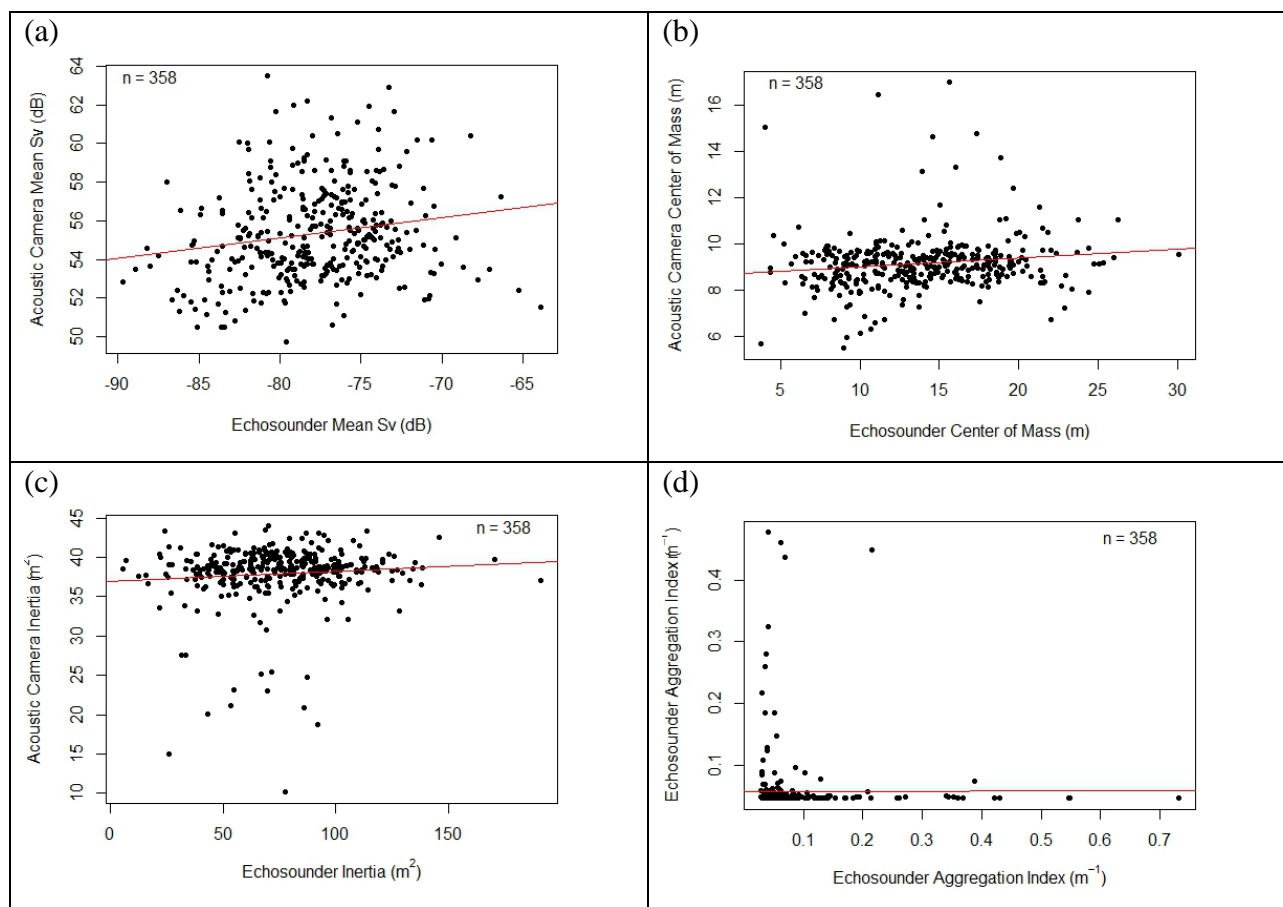 (a)
n = 358
Acoustic Camera Mean Sv (dB)
50 52 54 56 58 60 62 64
-90 -85 -80 -75 -70 -65
Echosounder Mean Sv (dB)
(b)
n = 358
Acoustic Camera Center of Mass (m)
6 8 10 12 14 16
5 10 15 20 25 30
Echosounder Center of Mass (m)
(c)
n = 358
Acoustic Camera Inertia (m²)
10 15 20 25 30 35 40 45
0 50 100 150
Echosounder Inertia (m²)
(d)
n = 358
Echosounder Aggregation Index (m⁻¹)
0.1 0.2 0.3 0.4
0.1 0.2 0.3 0.4 0.5 0.6 0.7
Echosounder Aggregation Index (m⁻¹)